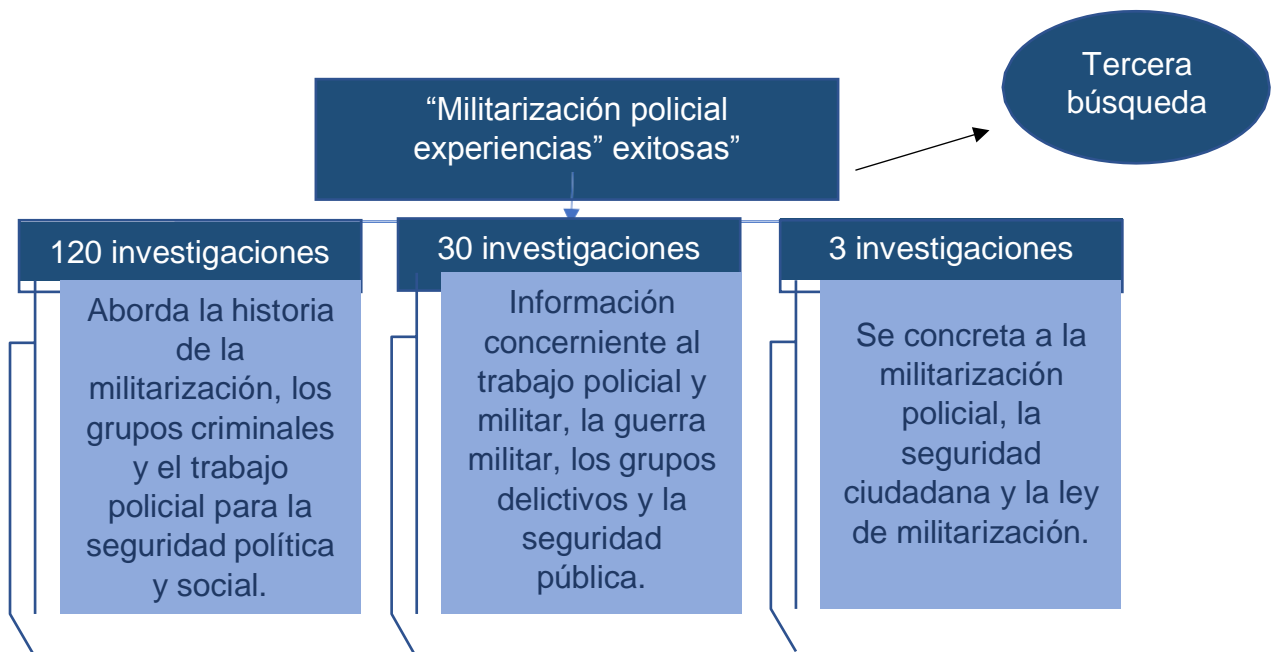 Tercera
búsqueda
“Militarización policial
experiencias” exitosas”
120 investigaciones
Aborda la historia
de la
militarización, los
grupos criminales
y el trabajo
policial para la
seguridad política
y social.
30 investigaciones
Información
concerniente al
trabajo policial y
militar, la guerra
militar, los grupos
delictivos y la
seguridad
pública.
3 investigaciones
Se concreta a la
militarización
policial, la
seguridad
ciudadana y la ley
de militarización.